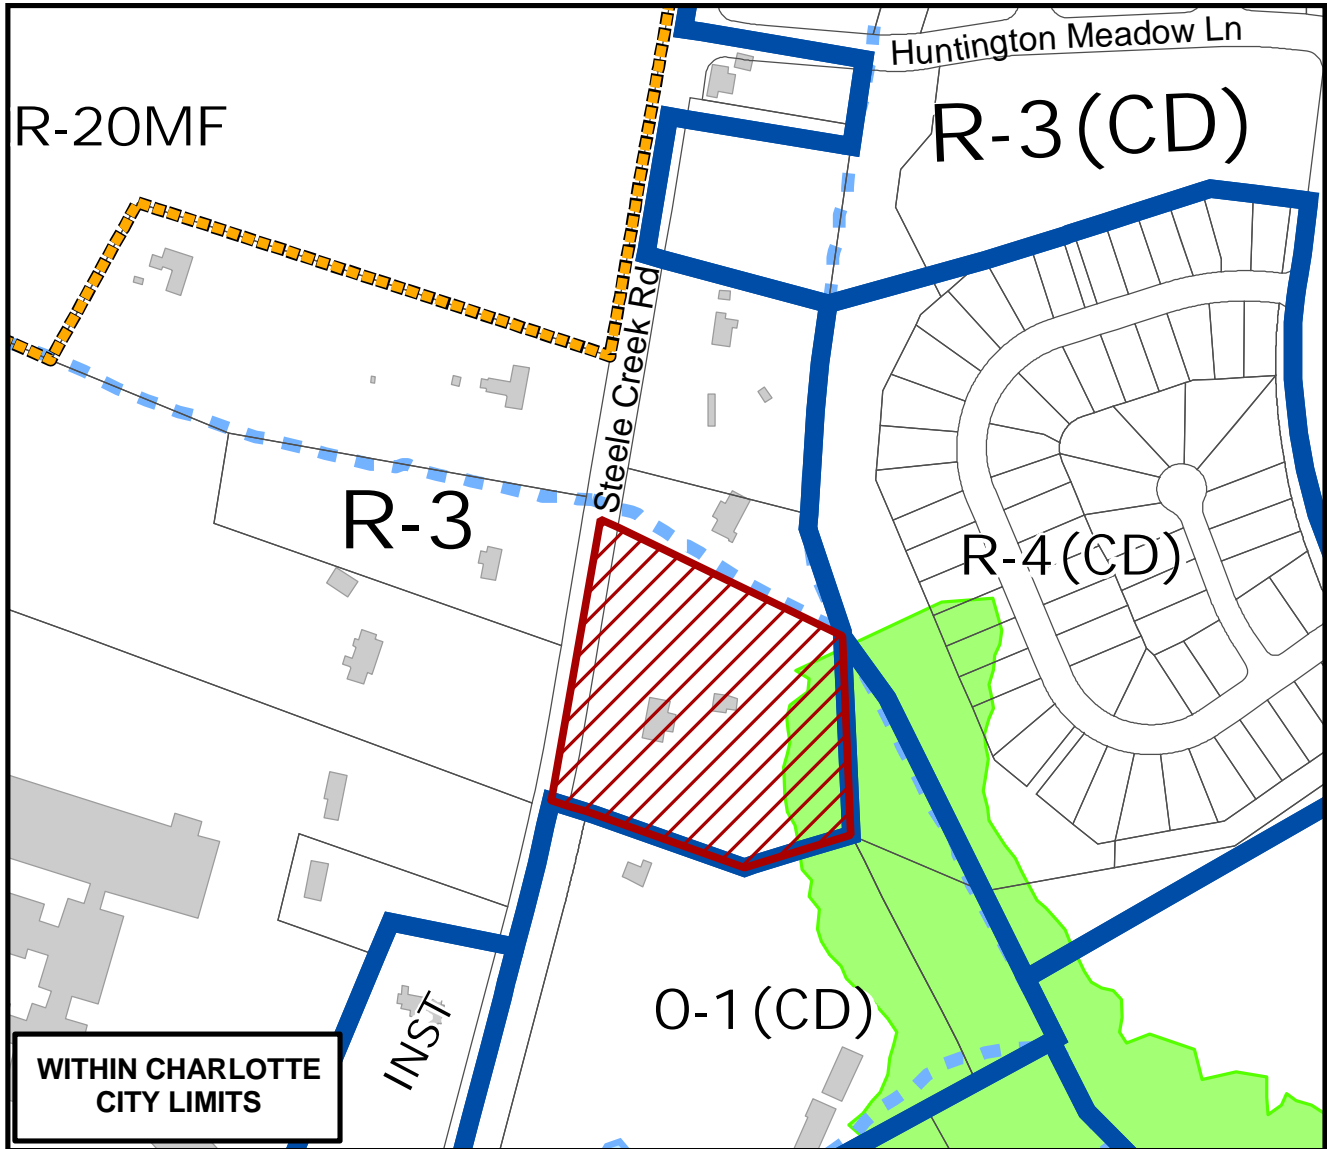 Huntington Meadow Ln
R-20MF
R-3(CD)
Steele Creek Rd
R-3
R-4(CD)
O-1(CD)
INST
WITHIN CHARLOTTE
CITY LIMITS